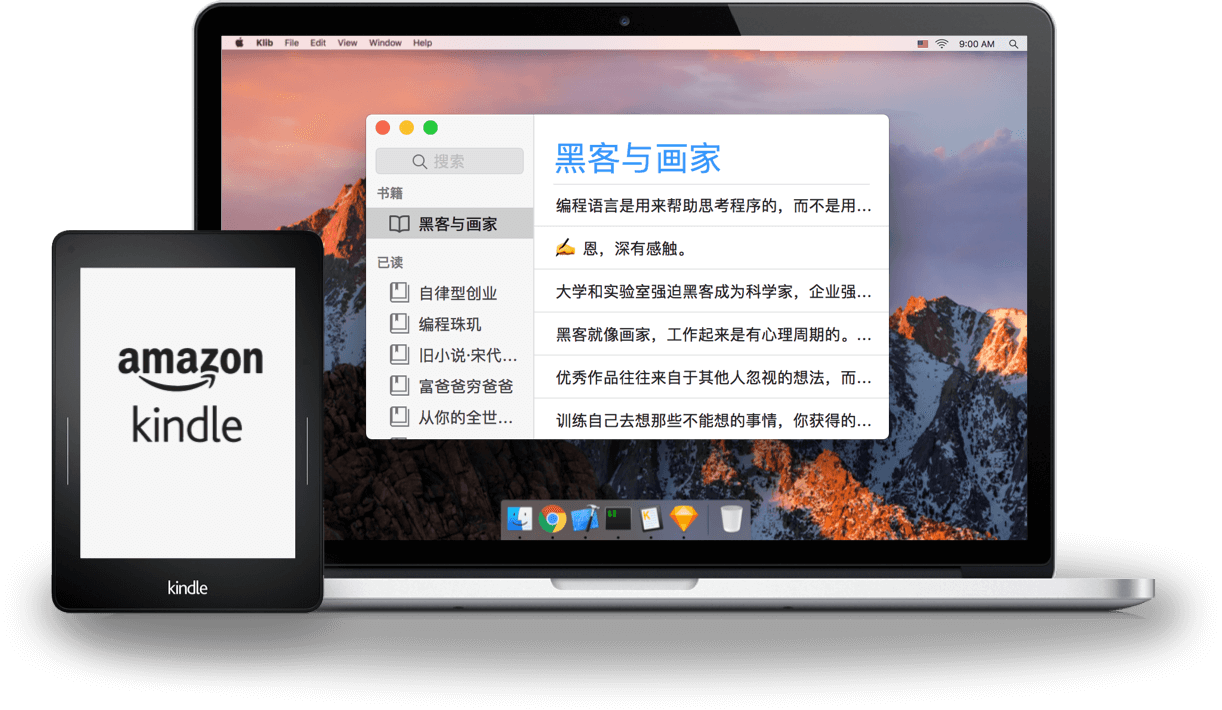 Klib File Edit View Window Help
9:00 AM
搜索
书籍
黑客与画家
已读
自律型创业
编程珠玑
旧小说·宋代…
富爸爸穷爸爸
从你的全世…
黑客与画家
编程语言是用来帮助思考程序的，而不是用…
✍️ 恩，深有感触。
大学和实验室强迫黑客成为科学家，企业强…
黑客就像画家，工作起来是有心理周期的。…
优秀作品往往来自于其他人忽视的想法，而…
训练自己去想那些不能想的事情，你获得的…
K
amazon
kindle
kindle